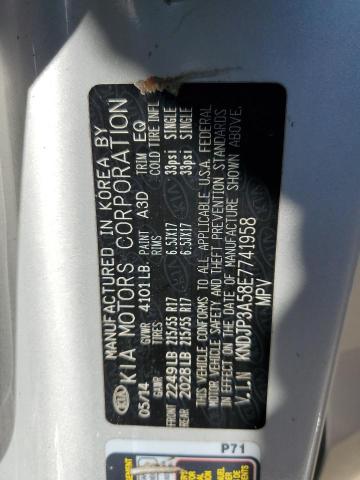 MANUFACTURED IN KOREA BY
KIA KIA MOTORS CORPORATION
05/14 GVWR 4101LB. PAINT A3D TRIM EQ
TIRES RIMS COLD TIRE INFL
FRONT 2249LB 215/55 R17 6.5JX17 33psi SINGLE
REAR 2028LB 215/55 R17 6.5JX17 33psi SINGLE
THIS VEHICLE CONFORMS TO ALL APPLICABLE U.S.A. FEDERAL
MOTOR VEHICLE SAFETY AND THEFT PREVENTION STANDARDS
IN EFFECT ON THE DATE OF MANUFACTURE SHOWN ABOVE.
V.I.N KNDJP3A58E7741958
MPV
P71